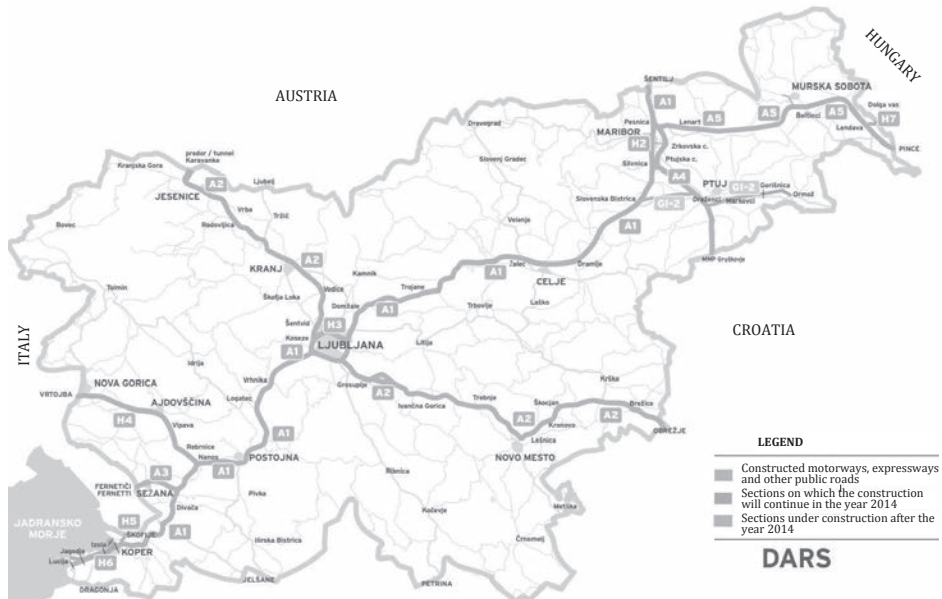 HUNGARY
AUSTRIA
ŠENTILJ
MURSKA SOBOTA
A1
Pesnica
Lenart
A5
A5
Beltinci
A5
Dolga vas
H7
Lendava
PINCE
Dravograd
MARIBOR
H2
Zrkovska c.
Ptujska c.
Slivnica
A4
Slovenj Gradec
PTUJ
GI-2
Gorišnica
Ormož
Slovenska Bistrica
GI-2
Draženci
Markovci
predor / tunnel
Karavanke
Kranjska Gora
A2
Ljubelj
JESENICE
Vrba
Tržič
Radovljica
Bovec
Velenje
A1
MMP Gruškovje
KRANJ
A2
Kamnik
Trojane
A1
Žalec
Dramlje
CELJE
Tolmin
Škofja Loka
Vodice
Domžale
A1
Trbovlje
Laško
ITALY
Šentvid
H3
Koseze
LJUBLJANA
A1
Litija
CROATIA
Idrija
Vrhnika
Grosuplje
A2
Krško
NOVA GORICA
VRTOJBA
AJDOVŠČINA
Logatec
Ivančna Gorica
Trebnje
Škocjan
Brežice
A2
A2
Kronovo
OBREŽJE
H4
Vipava
A1
Lešnica
NOVO MESTO
Rebrnice
Nanos
A1
POSTOJNA
Ribnica
A3
FERNETIČI
FERNETTI
SEŽANA
Pivka
Divača
Kočevje
Metlika
JADRANSKO
MORJE
H5
ŠKOFIJE
A1
Izola
KOPER
Jagodje
Lucija
H6
Ilirska Bistrica
Črnomelj
DRAGONJA
JELŠANE
PETRINA
LEGEND
Constructed motorways, expressways
and other public roads
Sections on which the construction
will continue in the year 2014
Sections under construction after the
year 2014
DARS